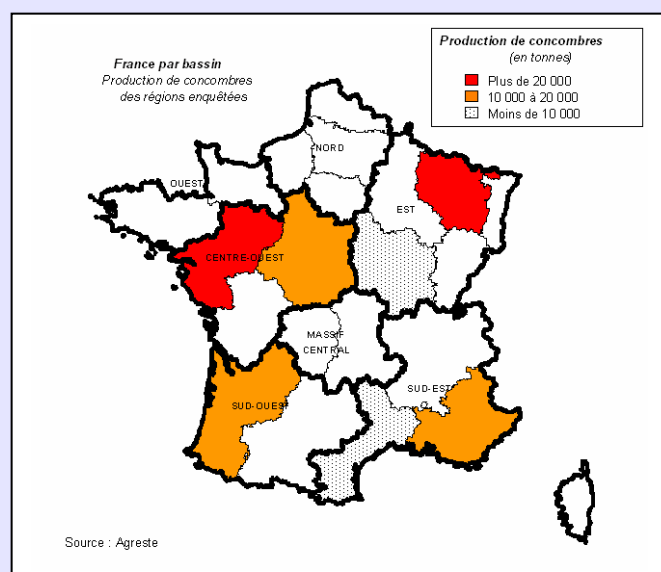 France par bassin
Production de concombres
des régions enquêtées
Production de concombres
(en tonnes)
Plus de 20 000
10 000 à 20 000
Moins de 10 000
NORD
OUEST
EST
CENTRE-OUEST
MASSIF
CENTRAL
SUD-EST
SUD-OUEST
Source : Agreste